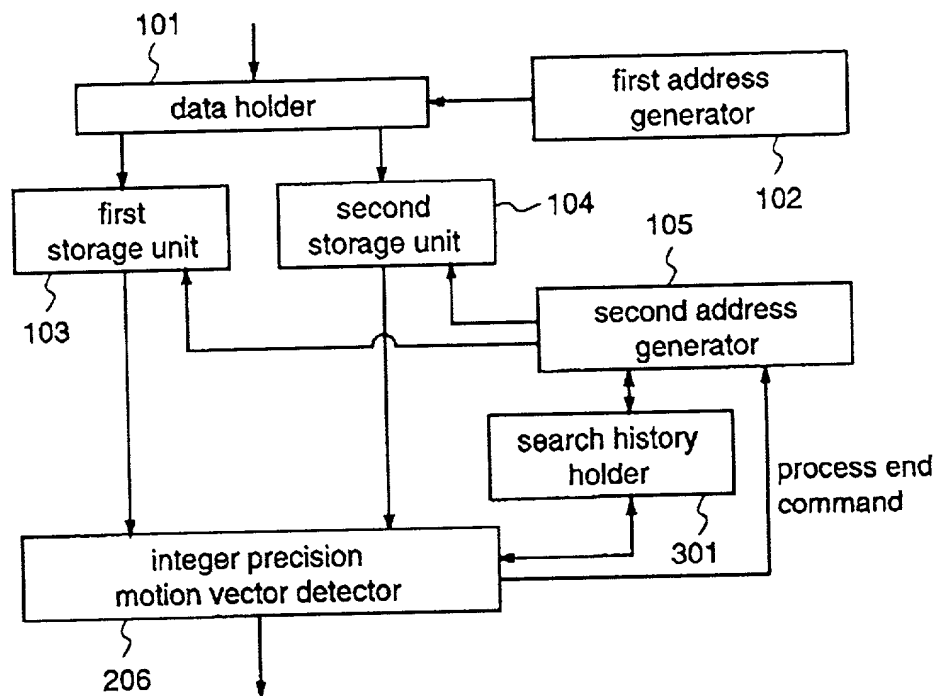 101
data holder
first address
generator
102
first
storage unit
103
second
storage unit
104
105
second address
generator
search history
holder
301
process end
command
integer precision
motion vector detector
206